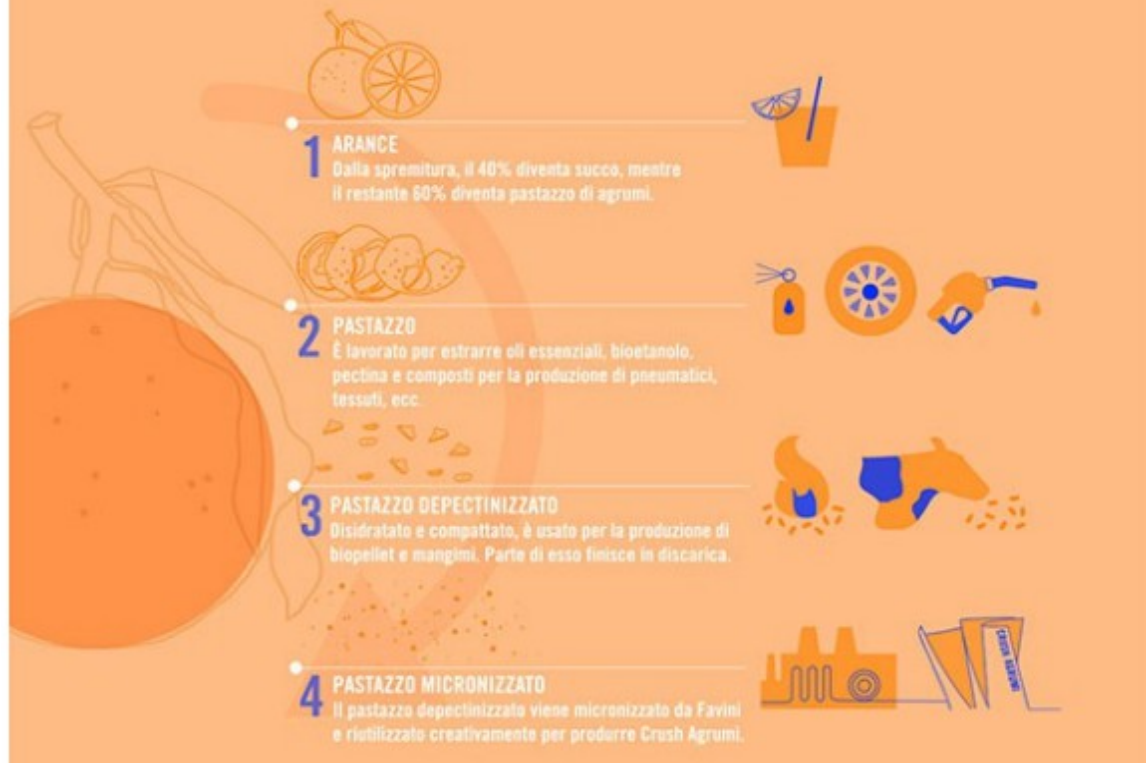 1
ARANCE
Dalla spremitura, il 40% diventa succo, mentre
il restante 60% diventa pastazzo di agrumi.
2
PASTAZZO
È lavorato per estrarre oli essenziali, bioetanolo,
pectina e composti per la produzione di pneumatici,
tessuti, ecc.
3
PASTAZZO DEPECTINIZZATO
Disidratato e compattato, è usato per la produzione di
biopellet e mangimi. Parte di esso finisce in discarica.
4
PASTAZZO MICRONIZZATO
Il pastazzo depectinizzato viene micronizzato da Favini
e riutilizzato creativamente per produrre Crush Agrumi.
CRUSH AGRUMI